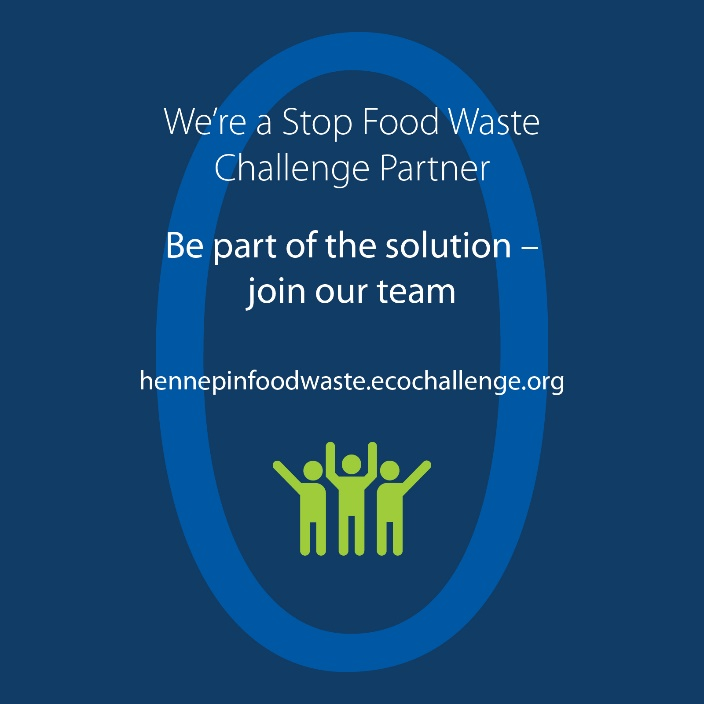 We're a Stop Food Waste
Challenge Partner
Be part of the solution –
join our team
hennepinfoodwaste.ecochallenge.org